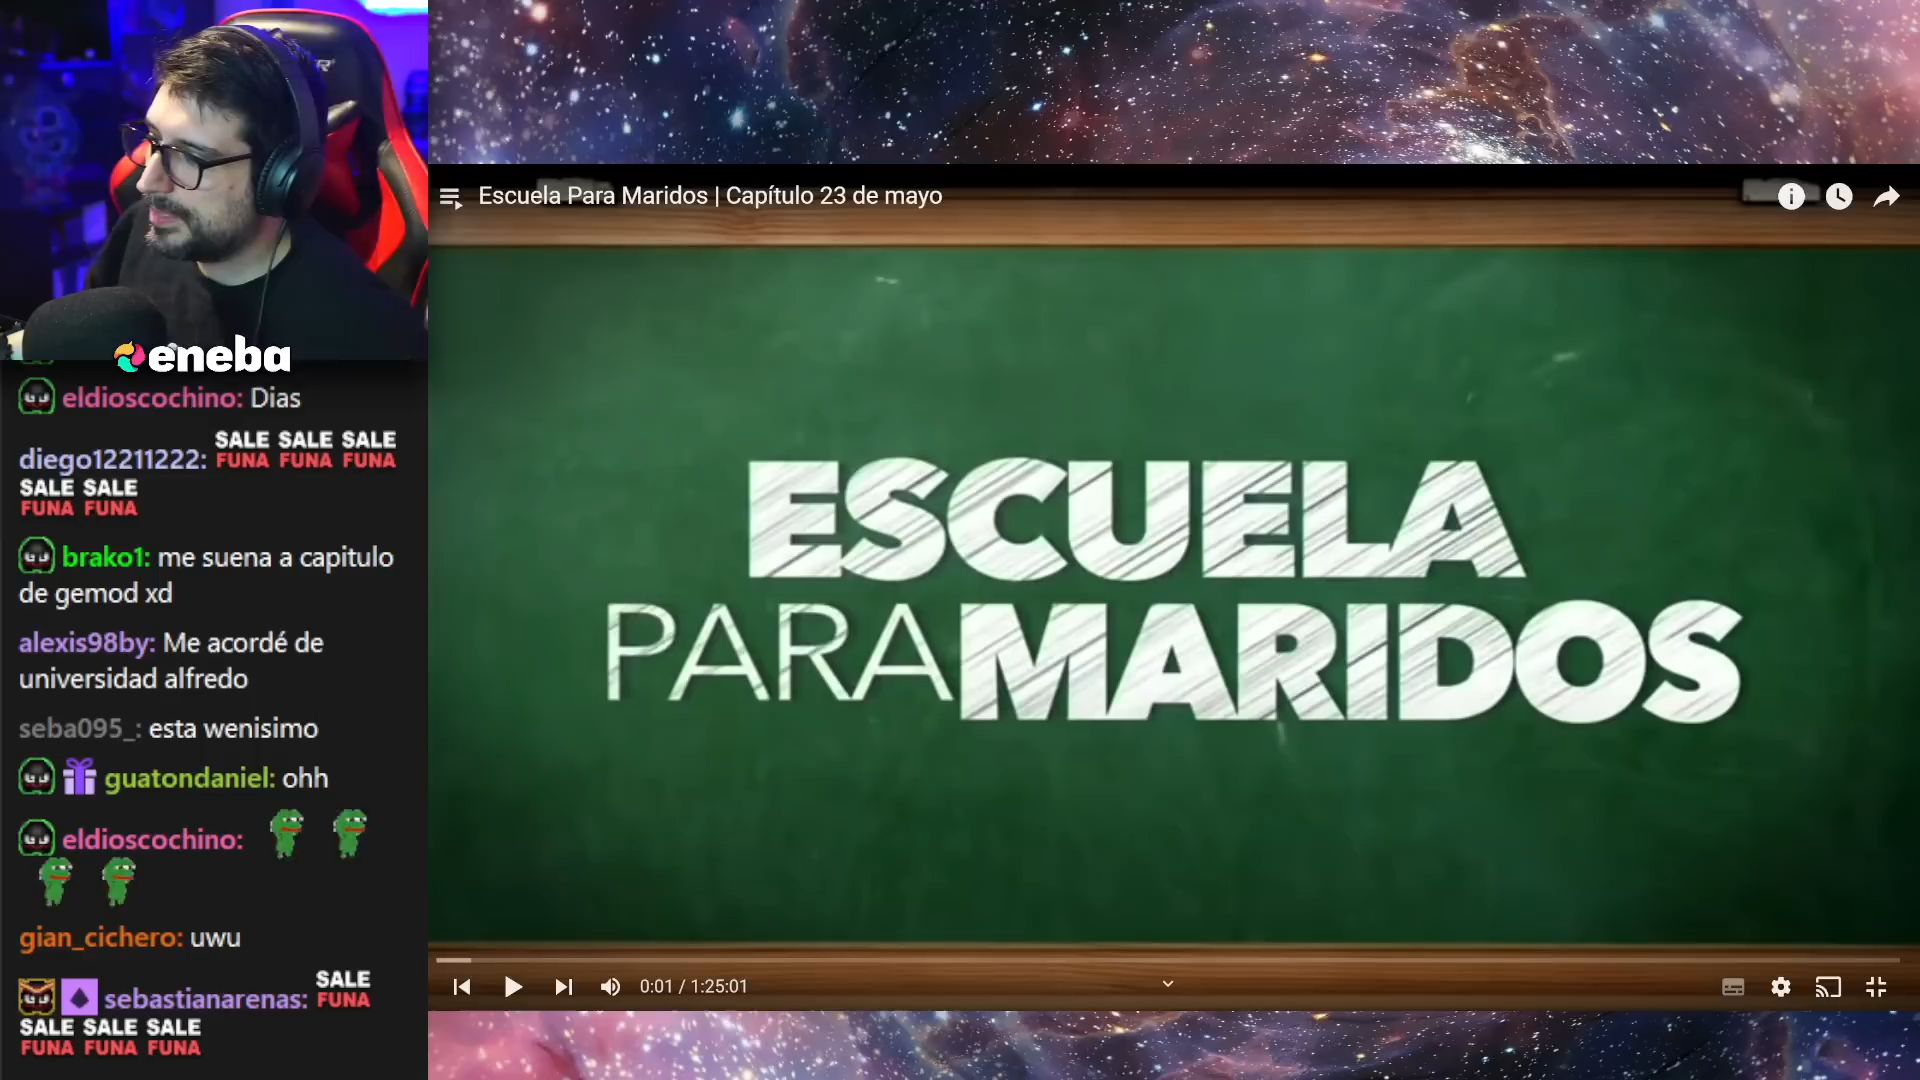 eneba
eldioscochino: Dias
diego12211222: SALE FUNA SALE FUNA SALE FUNA
SALE FUNA SALE FUNA
brako1: me suena a capitulo
de gemod xd
alexis98by: Me acordé de
universidad alfredo
seba095_: esta wenisimo
guatondaniel: ohh
eldioscochino:
gian_cichero: uwu
sebastianarenas: SALE FUNA
SALE FUNA SALE FUNA SALE FUNA
Escuela Para Maridos | Capítulo 23 de mayo
ESCUELA
PARA MARIDOS
0:01 / 1:25:01